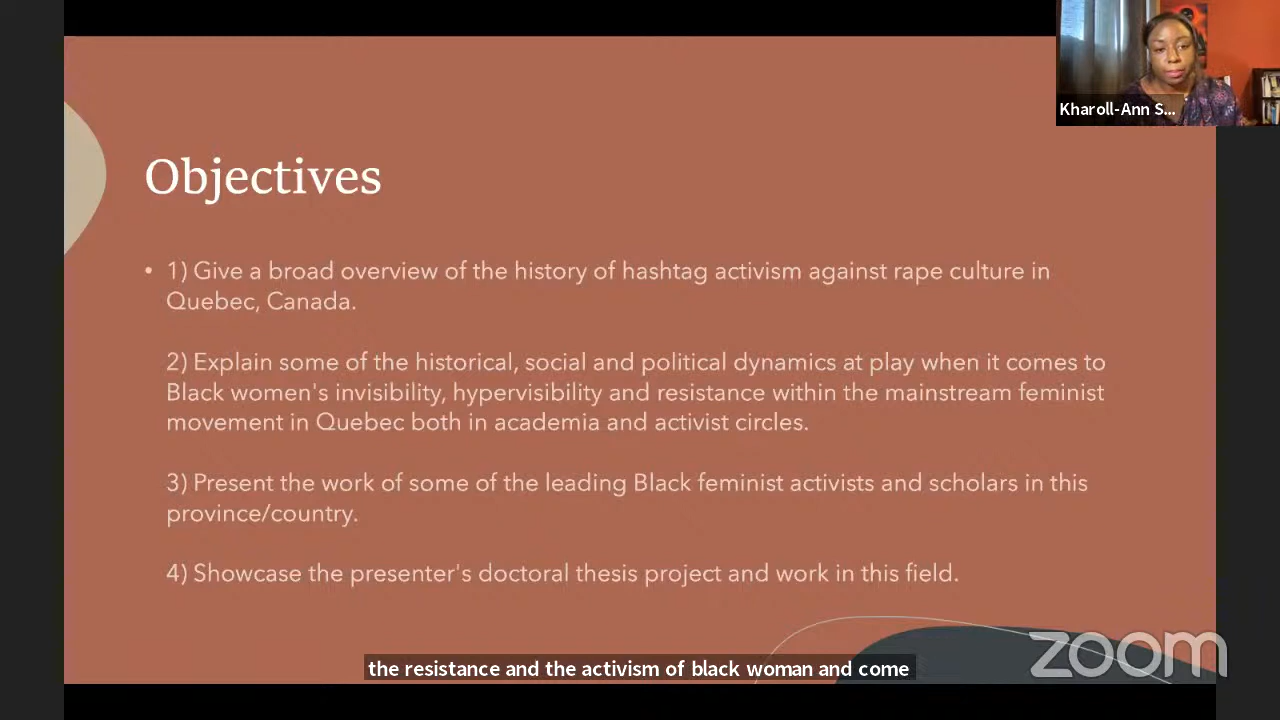 Kharoll-Ann S...
Objectives
• 1) Give a broad overview of the history of hashtag activism against rape culture in
Quebec, Canada.
2) Explain some of the historical, social and political dynamics at play when it comes to
Black women's invisibility, hypervisibility and resistance within the mainstream feminist
movement in Quebec both in academia and activist circles.
3) Present the work of some of the leading Black feminist activists and scholars in this
province/country.
4) Showcase the presenter's doctoral thesis project and work in this field.
the resistance and the activism of black woman and come
zoom